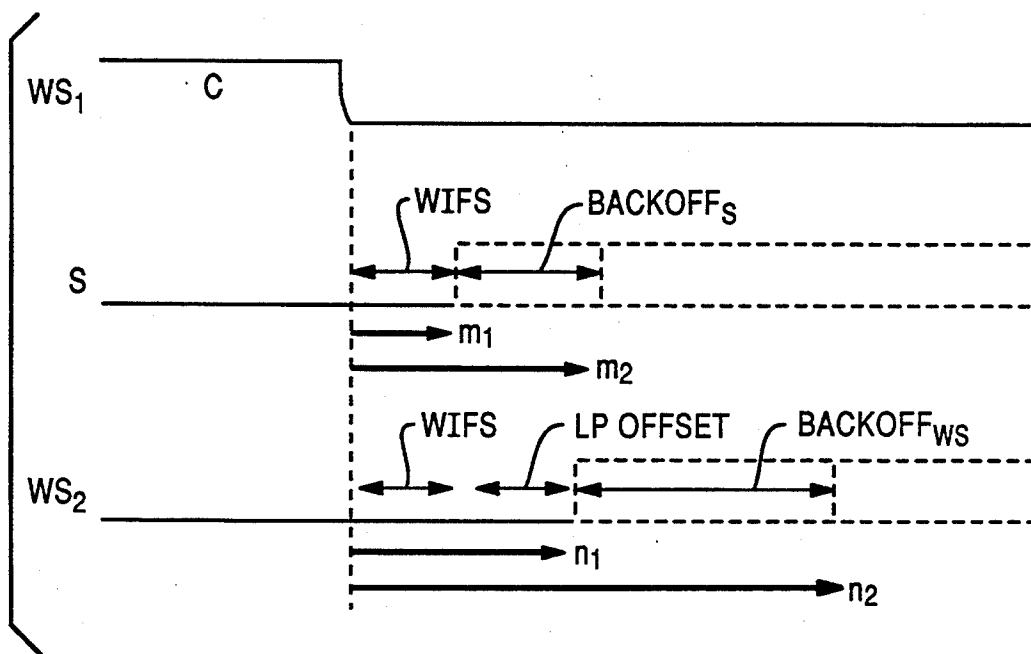 WS1
C
WIFS
BACKOFFS
S
m1
m2
WIFS
LP OFFSET
BACKOFFWS
WS2
n1
n2